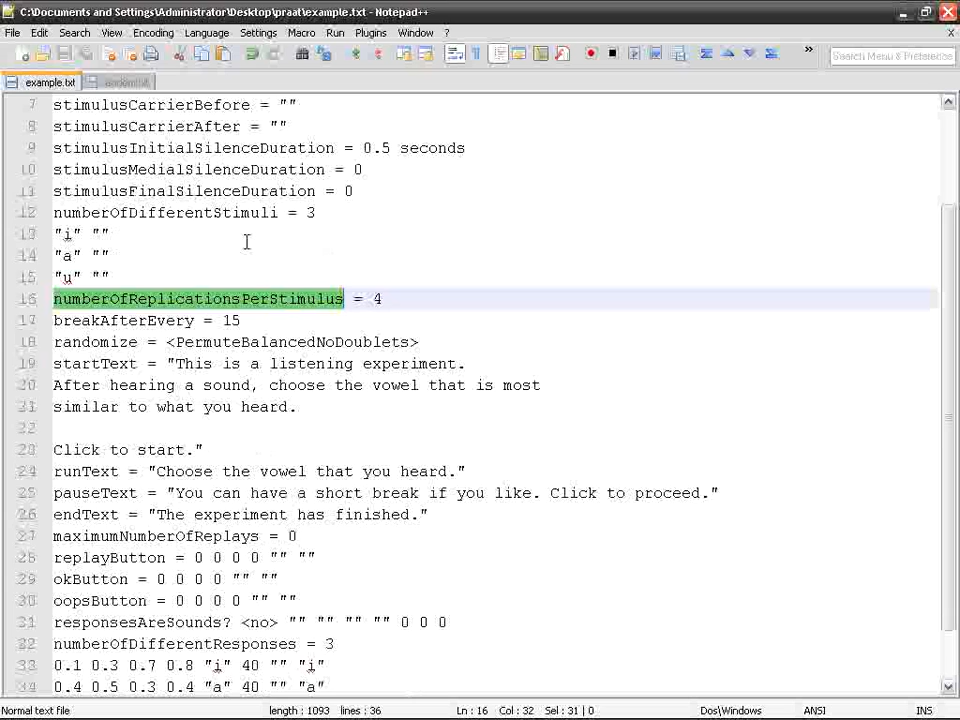 C:\Documents and Settings\Administrator\Desktop\praat\example.txt - Notepad++
File Edit Search View Encoding Language Settings Macro Run Plugins Window ? X
» Search Menu & Preference
example.txt
7 stimulusCarrierBefore = ""
8 stimulusCarrierAfter = ""
9 stimulusInitialSilenceDuration = 0.5 seconds
10 stimulusMedialSilenceDuration = 0
11 stimulusFinalSilenceDuration = 0
12 numberOfDifferentStimuli = 3
13 "i" ""
14 "a" ""
15 "u" ""
16 numberOfReplicationsPerStimulus = 4
17 breakAfterEvery = 15
18 randomize = <PermuteBalancedNoDoublets>
19 startText = "This is a listening experiment.
20 After hearing a sound, choose the vowel that is most
21 similar to what you heard.
22
23 Click to start."
24 runText = "Choose the vowel that you heard."
25 pauseText = "You can have a short break if you like. Click to proceed."
26 endText = "The experiment has finished."
27 maximumNumberOfReplays = 0
28 replayButton = 0 0 0 0 "" ""
29 okButton = 0 0 0 0 "" ""
30 oopsButton = 0 0 0 0 "" ""
31 responsesAreSounds? <no> "" "" "" "" 0 0 0
32 numberOfDifferentResponses = 3
33 0.1 0.3 0.7 0.8 "i" 40 "" "i"
34 0.4 0.5 0.3 0.4 "a" 40 "" "a"
Normal text file length : 1093 lines : 36 Ln : 16 Col : 32 Sel : 31 | 0 Dos\Windows ANSI INS